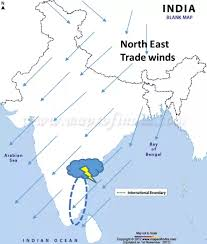 INDIA
BLANK MAP
North East
Trade winds
Arabian
Sea
Bay
of
Bengal
International Boundary
INDIAN OCEAN